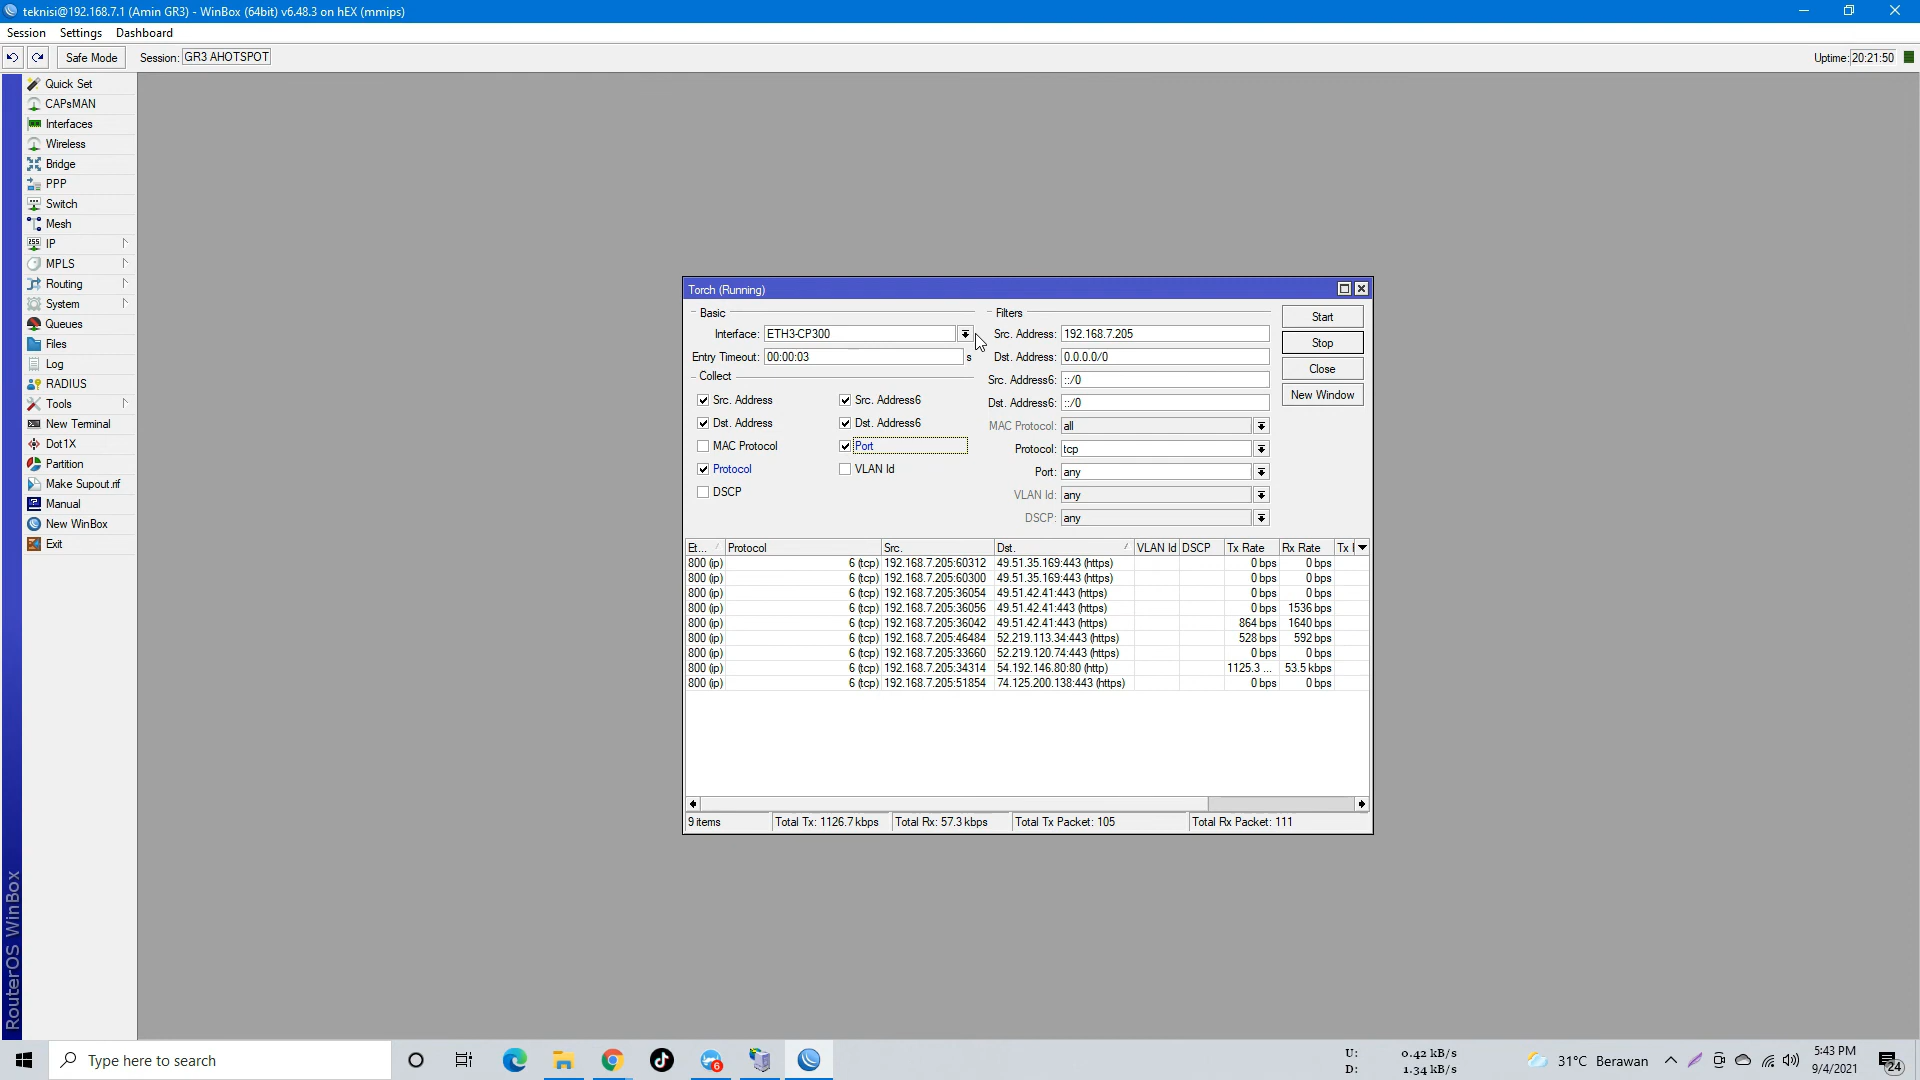 teknisi@192.168.7.1 (Amin GR3) - WinBox (64bit) v6.48.3 on hEX (mmips)
Session Settings Dashboard
Safe Mode Session: GR3 AHOTSPOT Uptime: 20:21:50
Quick Set
CAPsMAN
Interfaces
Wireless
Bridge
PPP
Switch
Mesh
IP
MPLS
Routing
System
Queues
Files
Log
RADIUS
Tools
New Terminal
Dot1X
Partition
Make Supout.rif
Manual
New WinBox
Exit
RouterOS WinBox
Torch (Running)
Basic
Interface: ETH3-CP300
Entry Timeout: 00:00:03 s
Collect
Src. Address Src. Address6
Dst. Address Dst. Address6
MAC Protocol Port
Protocol VLAN Id
DSCP
Filters
Src. Address: 192.168.7.205
Dst. Address: 0.0.0.0/0
Src. Address6: ::/0
Dst. Address6: ::/0
MAC Protocol: all
Protocol: tcp
Port: any
VLAN Id: any
DSCP: any
Start
Stop
Close
New Window
Et... Protocol Src. Dst. VLAN Id DSCP Tx Rate Rx Rate Tx
800 (ip) 6 (tcp) 192.168.7.205:60312 49.51.35.169:443 (https) 0 bps 0 bps
800 (ip) 6 (tcp) 192.168.7.205:60300 49.51.35.169:443 (https) 0 bps 0 bps
800 (ip) 6 (tcp) 192.168.7.205:36054 49.51.42.41:443 (https) 0 bps 0 bps
800 (ip) 6 (tcp) 192.168.7.205:36056 49.51.42.41:443 (https) 0 bps 1536 bps
800 (ip) 6 (tcp) 192.168.7.205:36042 49.51.42.41:443 (https) 864 bps 1640 bps
800 (ip) 6 (tcp) 192.168.7.205:46484 52.219.113.34:443 (https) 528 bps 592 bps
800 (ip) 6 (tcp) 192.168.7.205:33660 52.219.120.74:443 (https) 0 bps 0 bps
800 (ip) 6 (tcp) 192.168.7.205:34314 54.192.146.80:80 (http) 1125.3 ... 53.5 kbps
800 (ip) 6 (tcp) 192.168.7.205:51854 74.125.200.138:443 (https) 0 bps 0 bps
9 items Total Tx: 1126.7 kbps Total Rx: 57.3 kbps Total Tx Packet: 105 Total Rx Packet: 111
Type here to search
6
U: 0.42 kB/s
D: 1.34 kB/s
31°C Berawan
5:43 PM
9/4/2021
24